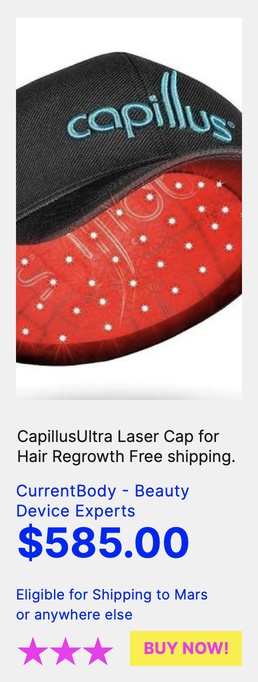 capillus®
CapillusUltra Laser Cap for
Hair Regrowth Free shipping.
CurrentBody - Beauty
Device Experts
$585.00
Eligible for Shipping to Mars
or anywhere else
BUY NOW!